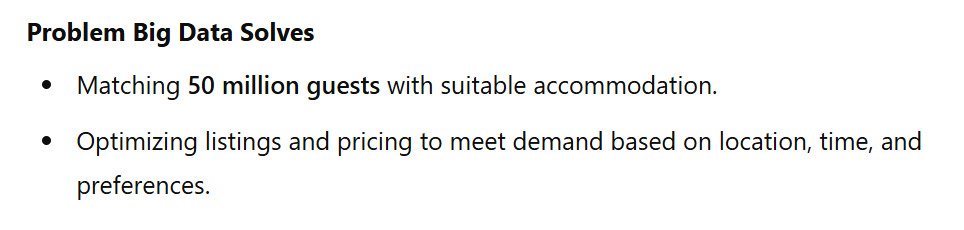 Problem Big Data Solves
• Matching 50 million guests with suitable accommodation.
• Optimizing listings and pricing to meet demand based on location, time, and
preferences.